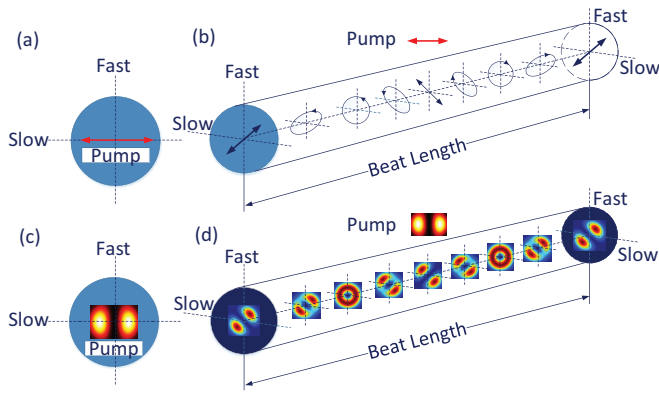 (a)
Fast
Slow
Pump
(b)
Pump
Fast
Slow
Fast
Slow
Beat Length
(c)
Fast
Slow
Pump
(d)
Pump
Fast
Slow
Fast
Slow
Beat Length